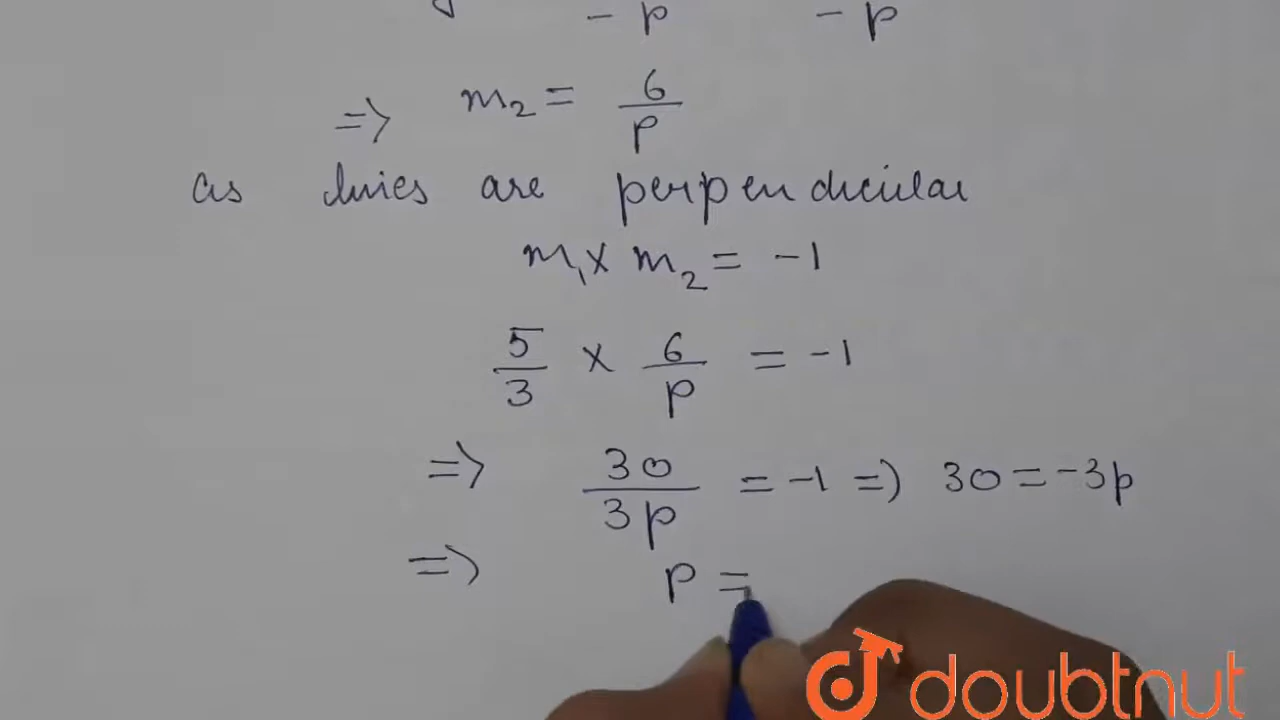 - p - p
=> m₂ = 6/p
as lines are perpendicular
m₁ x m₂ = -1
5/3 x 6/p = -1
=> 30/3p = -1 => 30 = -3p
=> p =
doubtnut